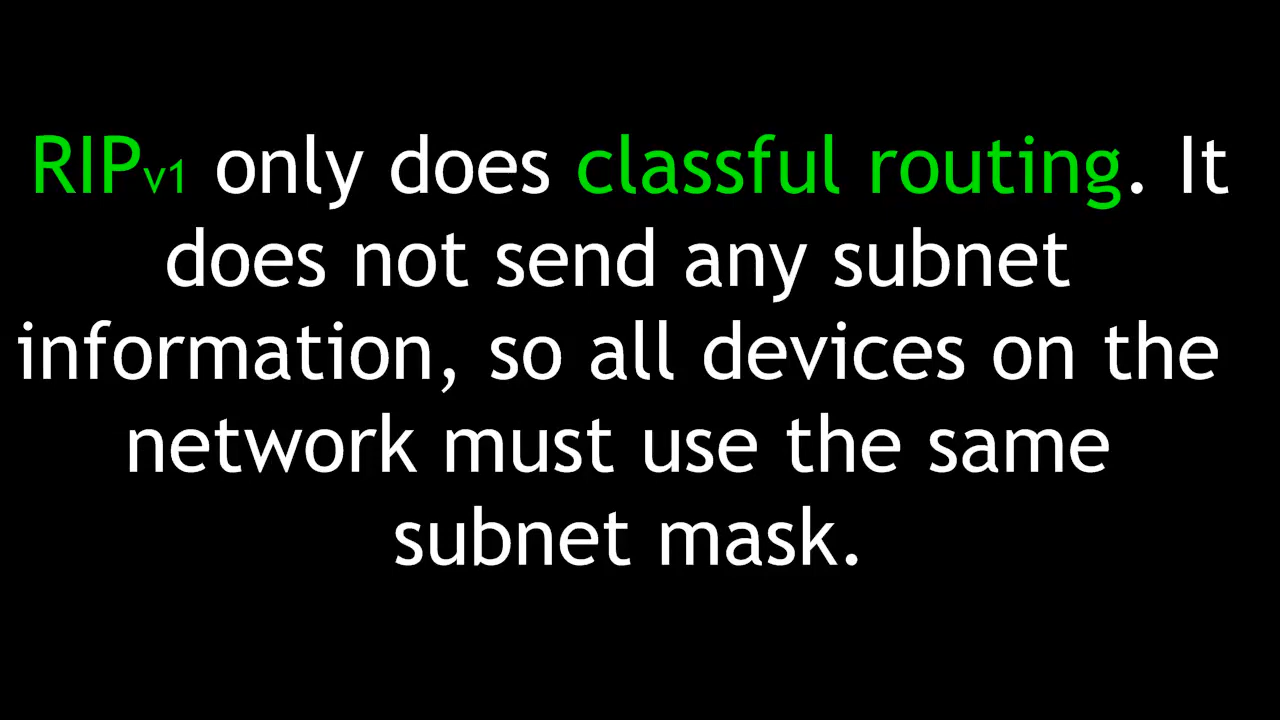 RIPv1 only does classful routing. It
does not send any subnet
information, so all devices on the
network must use the same
subnet mask.